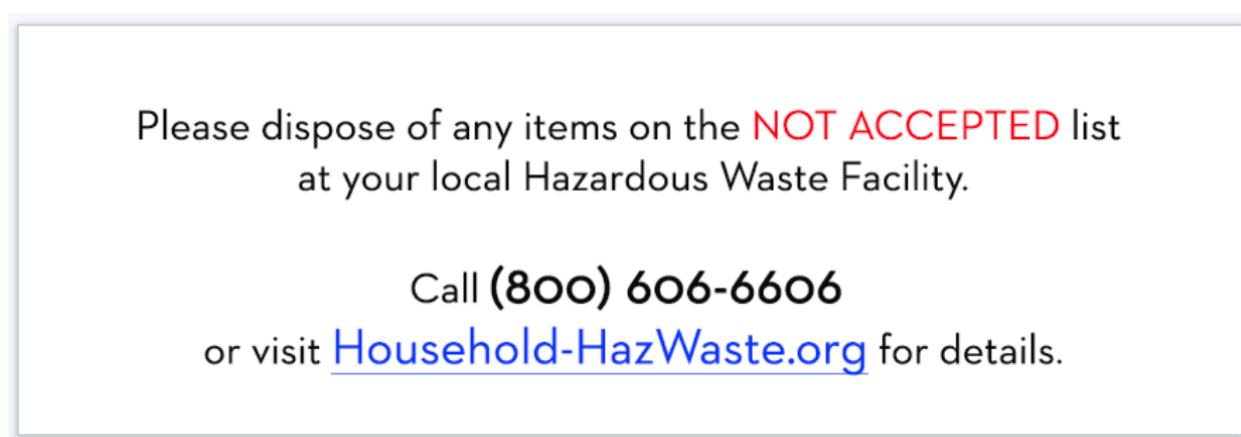 Please dispose of any items on the NOT ACCEPTED list
at your local Hazardous Waste Facility.
Call (800) 606-6606
or visit Household-HazWaste.org for details.